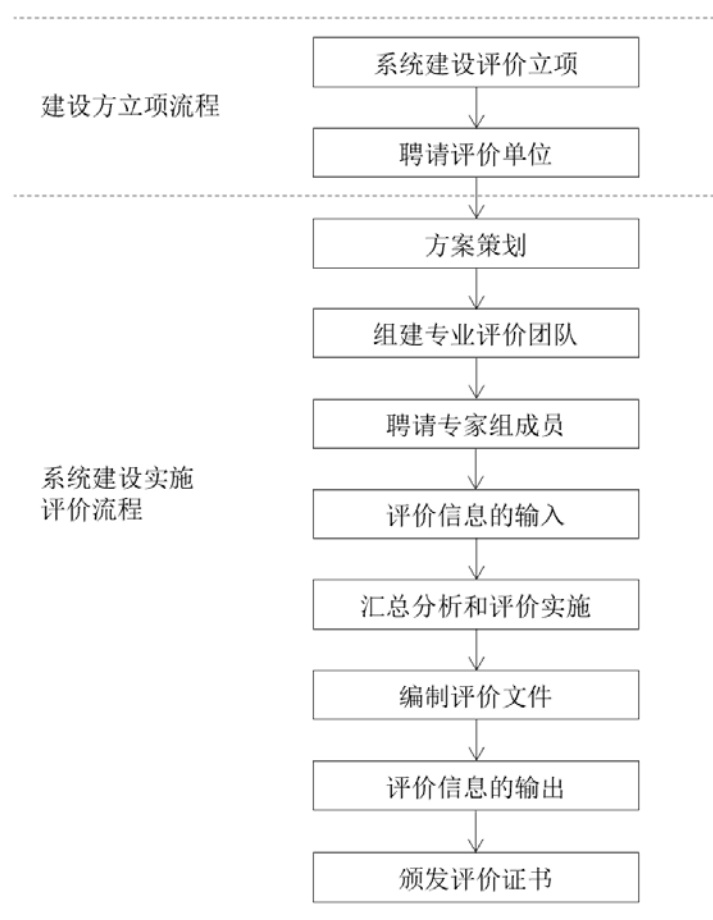 系统建设评价立项
建设方立项流程
聘请评价单位
方案策划
组建专业评价团队
聘请专家组成员
系统建设实施
评价流程
评价信息的输入
汇总分析和评价实施
编制评价文件
评价信息的输出
颁发评价证书